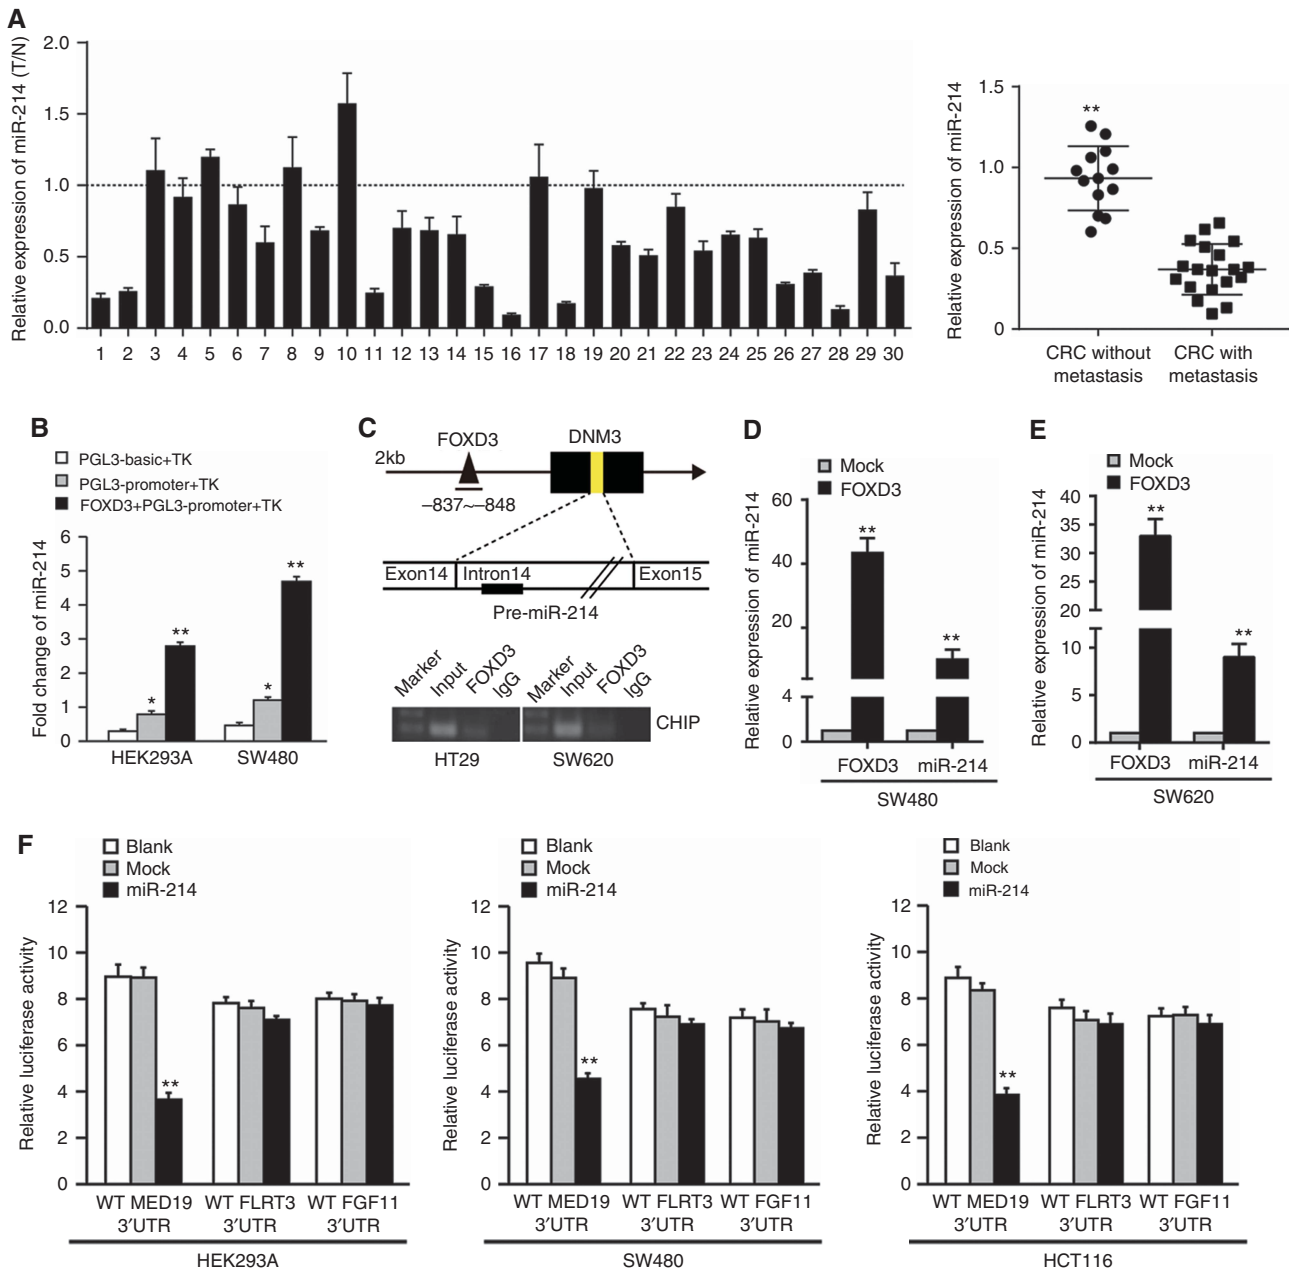 A
Relative expression of miR-214 (T/N)
2.0
1.5
1.0
0.5
0.0
1 2 3 4 5 6 7 8 9 10 11 12 13 14 15 16 17 18 19 20 21 22 23 24 25 26 27 28 29 30
Relative expression of miR-214
1.5
1.0
0.5
0
**
CRC without metastasis
CRC with metastasis
B
PGL3-basic+TK
PGL3-promoter+TK
FOXD3+PGL3-promoter+TK
Fold change of miR-214
6
5
4
3
2
1
0
* ** * **
HEK293A SW480
C
FOXD3 DNM3
2kb
–837~–848
Exon14 Intron14 Exon15
Pre-miR-214
Marker Input FOXD3 IgG Marker Input FOXD3 IgG
CHIP
HT29 SW620
D
Mock
FOXD3
Relative expression of miR-214
60
40
20
4
0
** **
FOXD3 miR-214
SW480
E
Mock
FOXD3
Relative expression of miR-214
40
35
30
25
20
10
5
0
** **
FOXD3 miR-214
SW620
F
Blank
Mock
miR-214
Relative luciferase activity
12
10
8
6
4
2
0
**
WT MED19 WT FLRT3 WT FGF11
3′UTR 3′UTR 3′UTR
HEK293A
Blank
Mock
miR-214
Relative luciferase activity
12
10
8
6
4
2
0
**
WT MED19 WT FLRT3 WT FGF11
3′UTR 3′UTR 3′UTR
SW480
Blank
Mock
miR-214
Relative luciferase activity
12
10
8
6
4
2
0
**
WT MED19 WT FLRT3 WT FGF11
3′UTR 3′UTR 3′UTR
HCT116